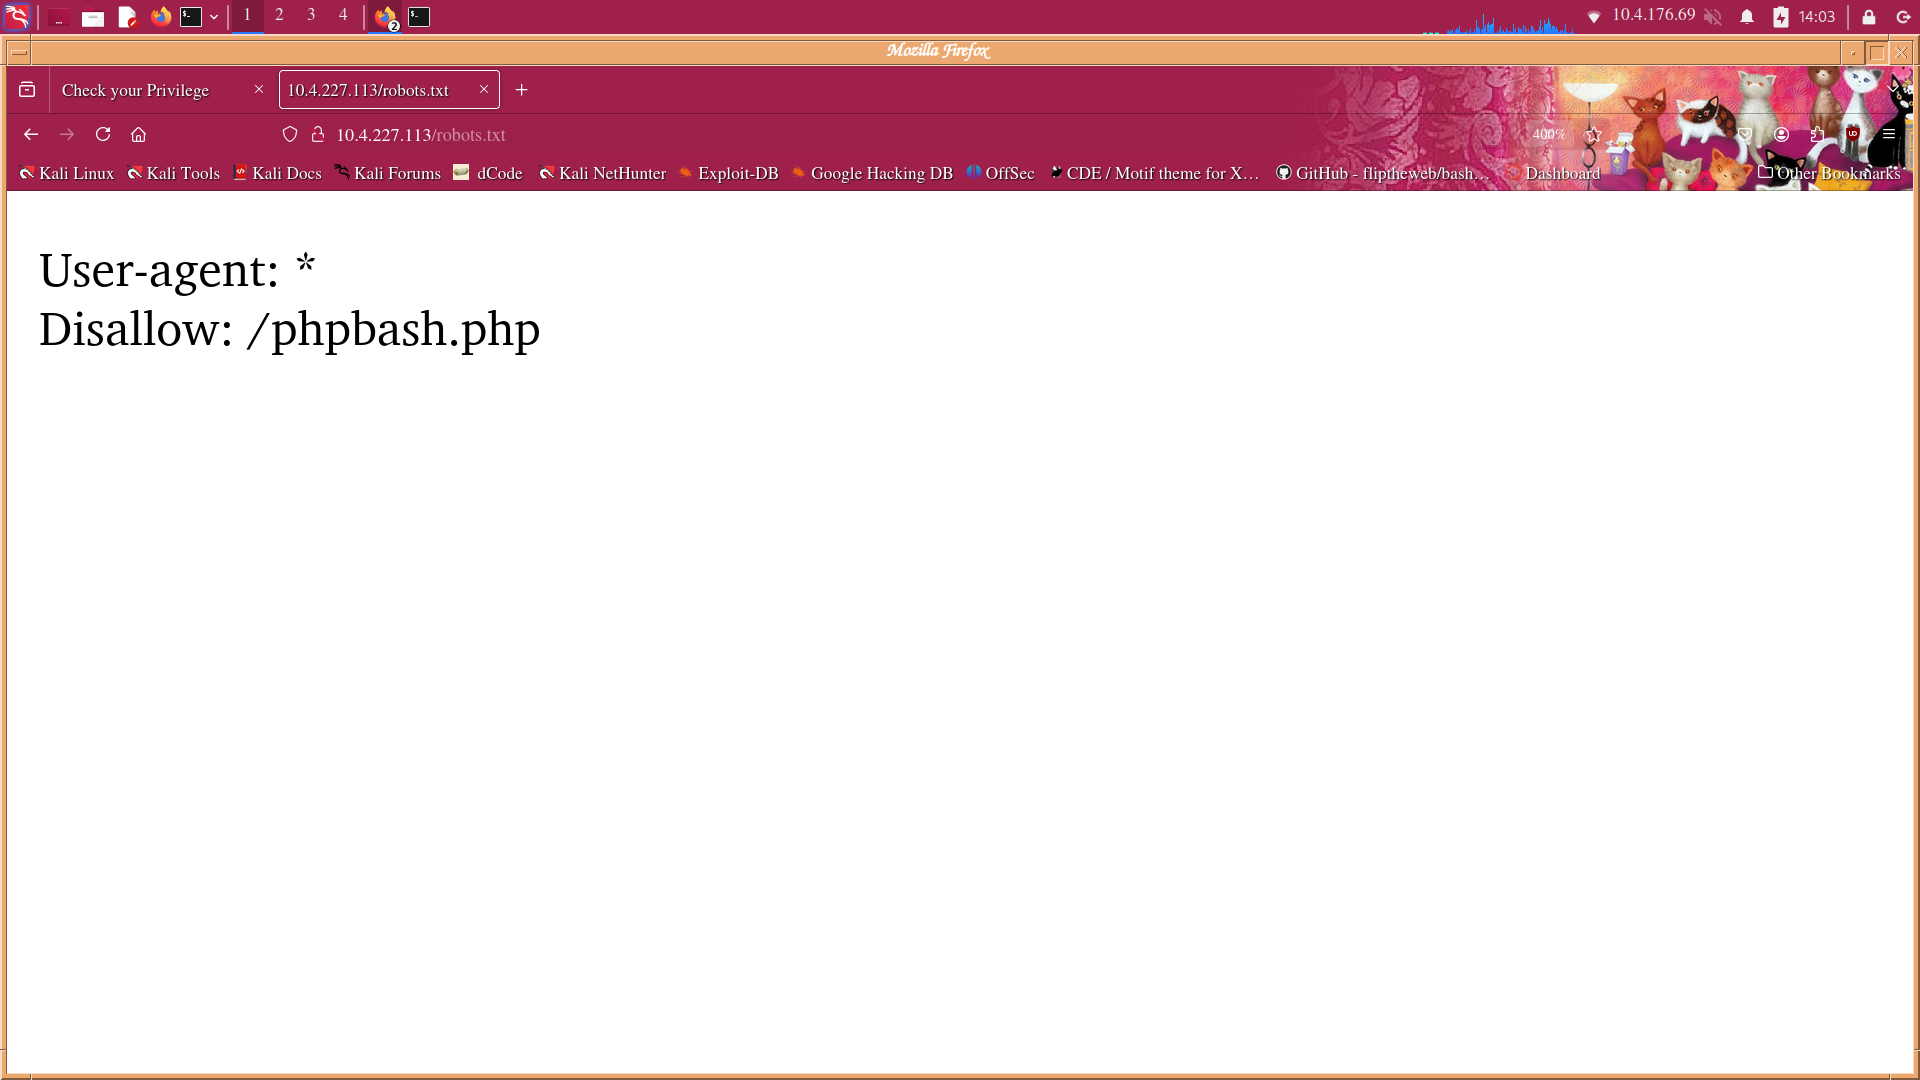 1 2 3 4 2 10.4.176.69 14:03
Mozilla Firefox
Check your Privilege 10.4.227.113/robots.txt
10.4.227.113/robots.txt 400%
Kali Linux Kali Tools Kali Docs Kali Forums dCode Kali NetHunter Exploit-DB Google Hacking DB OffSec CDE / Motif theme for X… GitHub - fliptheweb/bash… Dashboard Other Bookmarks
User-agent: *
Disallow: /phpbash.php